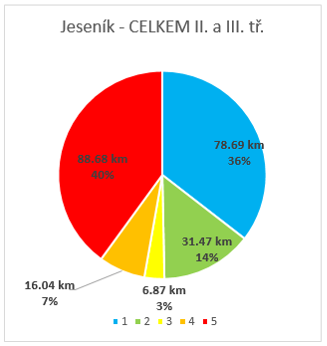 Jeseník - CELKEM II. a III. tř.
88.68 km
40%
78.69 km
36%
31.47 km
14%
16.04 km
7%
6.87 km
3%
1 2 3 4 5